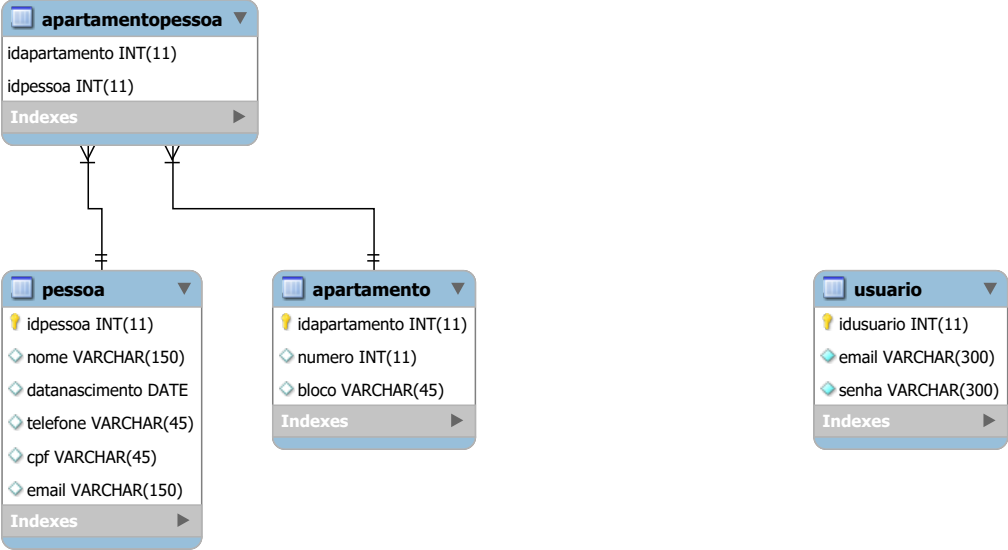 apartamentopessoa
idapartamento INT(11)
idpessoa INT(11)
Indexes
pessoa
idpessoa INT(11)
nome VARCHAR(150)
datanascimento DATE
telefone VARCHAR(45)
cpf VARCHAR(45)
email VARCHAR(150)
Indexes
apartamento
idapartamento INT(11)
numero INT(11)
bloco VARCHAR(45)
Indexes
usuario
idusuario INT(11)
email VARCHAR(300)
senha VARCHAR(300)
Indexes